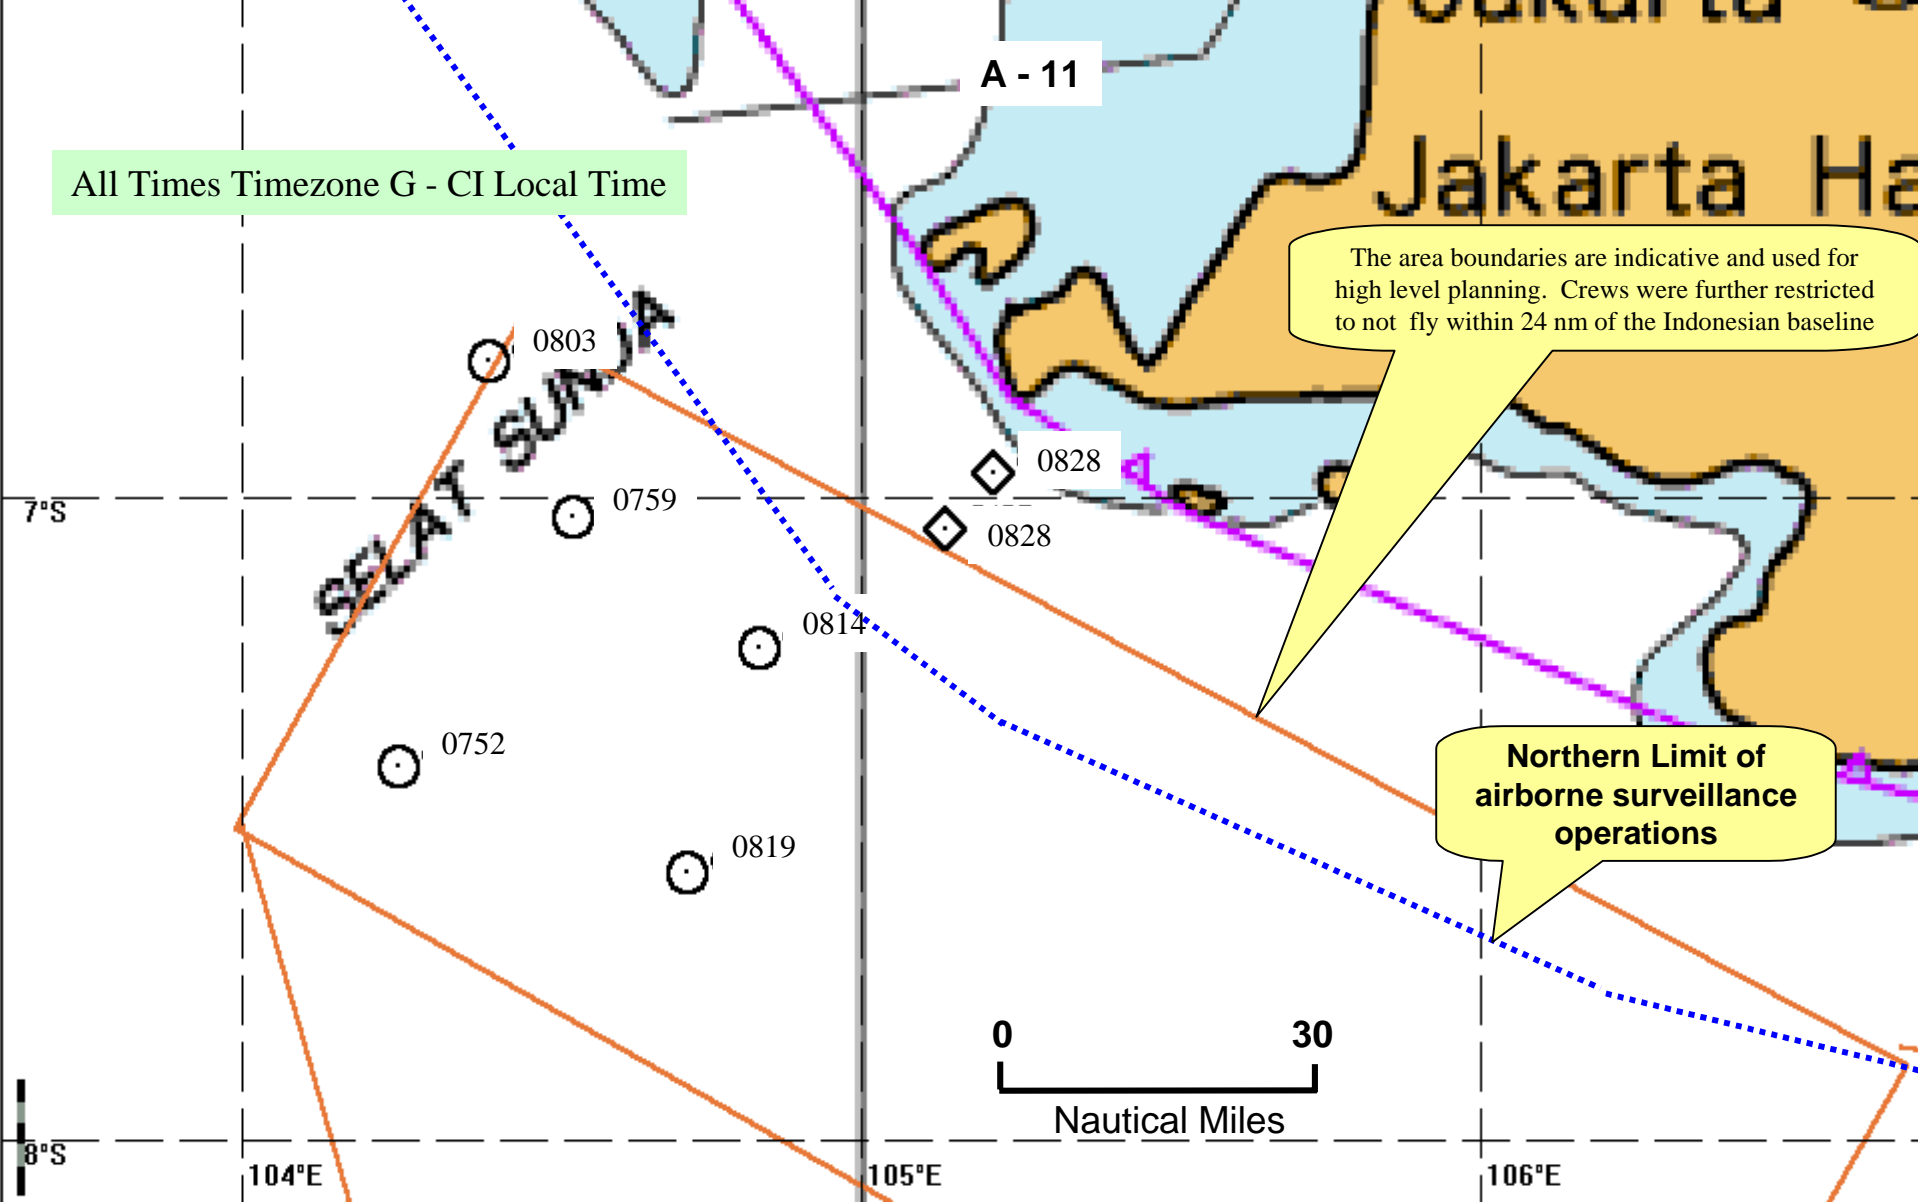 Jakarta
A - 11
All Times Timezone G - CI Local Time
Jakarta Ha
The area boundaries are indicative and used for
high level planning. Crews were further restricted
to not fly within 24 nm of the Indonesian baseline
SELAT SUNDA
0803
0828
0759
7°S
0828
0814
0752
Northern Limit of
airborne surveillance
operations
0819
0 30
Nautical Miles
8°S
104°E
105°E
106°E